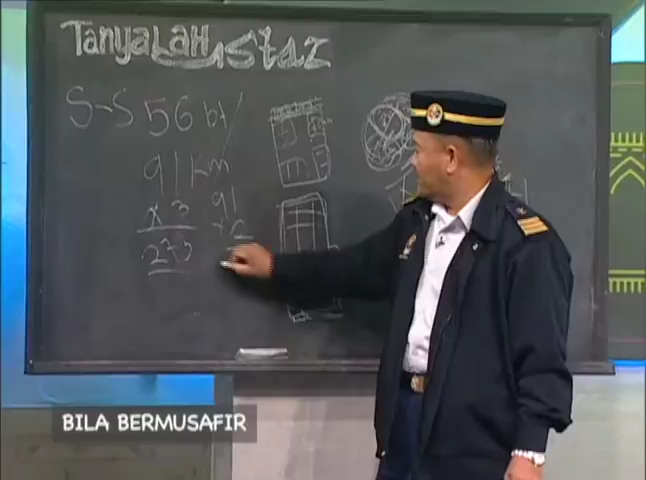 Tanyalah Ustaz
S-S 56 bt/
91 km
x 3
273
91
BILA BERMUSAFIR